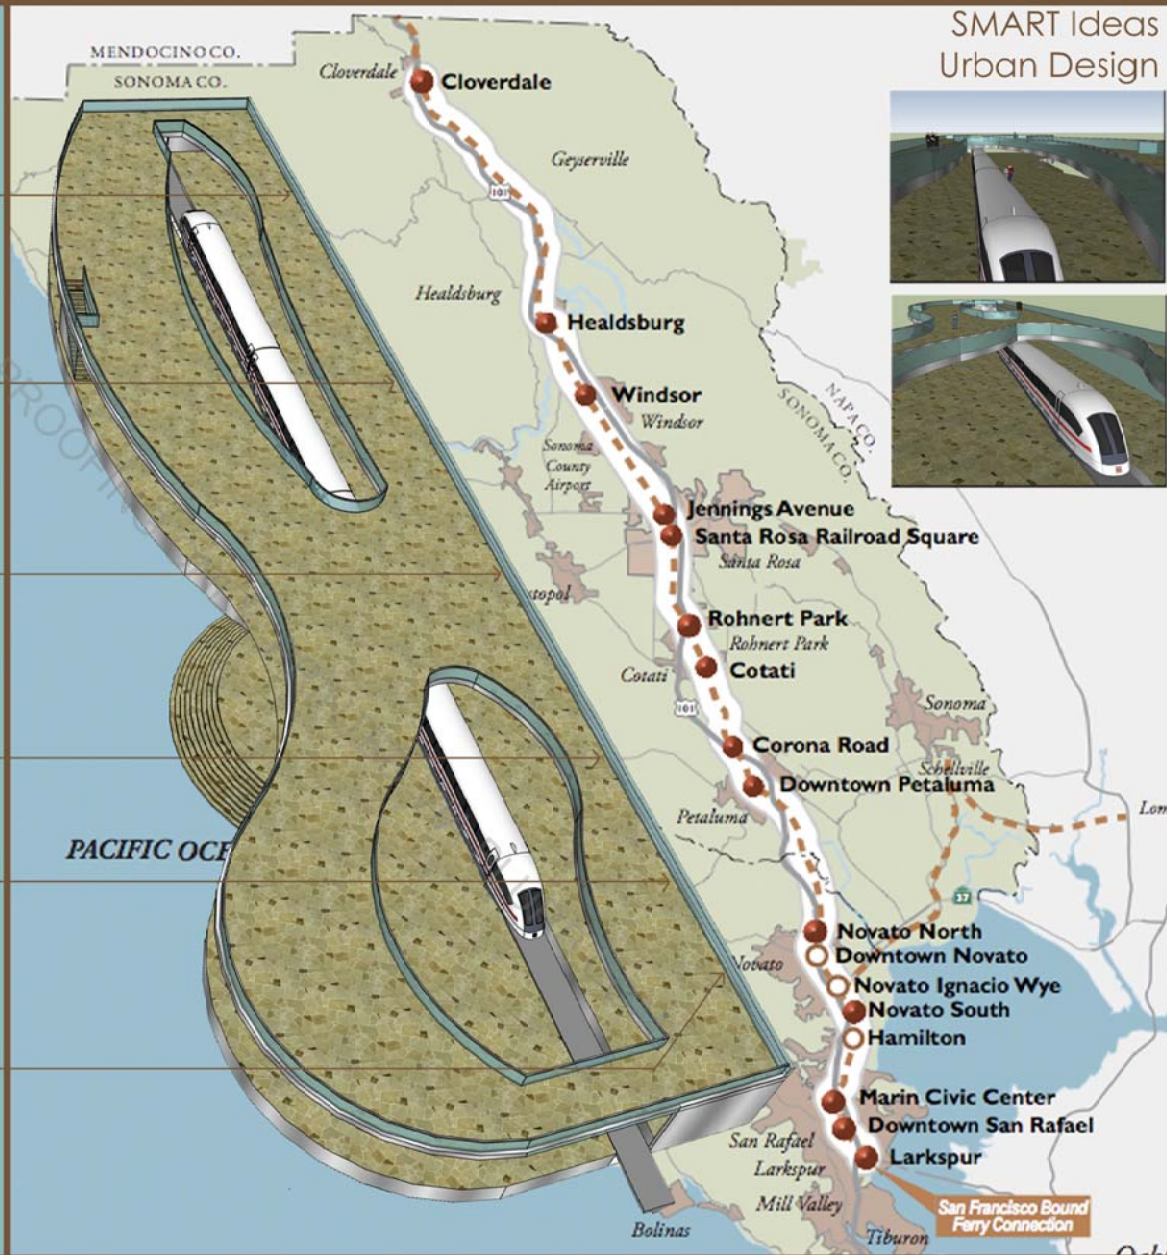 SMART Ideas
Urban Design
MENDOCINO CO.
SONOMA CO.
Cloverdale
Cloverdale
Geyserville
101
Healdsburg
Healdsburg
Windsor
Windsor
NAPA CO.
SONOMA CO.
Sonoma
County
Airport
Jennings Avenue
Santa Rosa Railroad Square
Santa Rosa
stopol
Rohnert Park
Rohnert Park
Cotati
Cotati
101
Sonoma
Corona Road
Schellville
Downtown Petaluma
Petaluma
Lom
PACIFIC OCE
37
Novato North
Novato
Downtown Novato
Novato Ignacio Wye
Novato South
Hamilton
Marin Civic Center
Downtown San Rafael
San Rafael
Larkspur
Larkspur
Mill Valley
San Francisco Bound
Ferry Connection
Bolinas
Tiburon